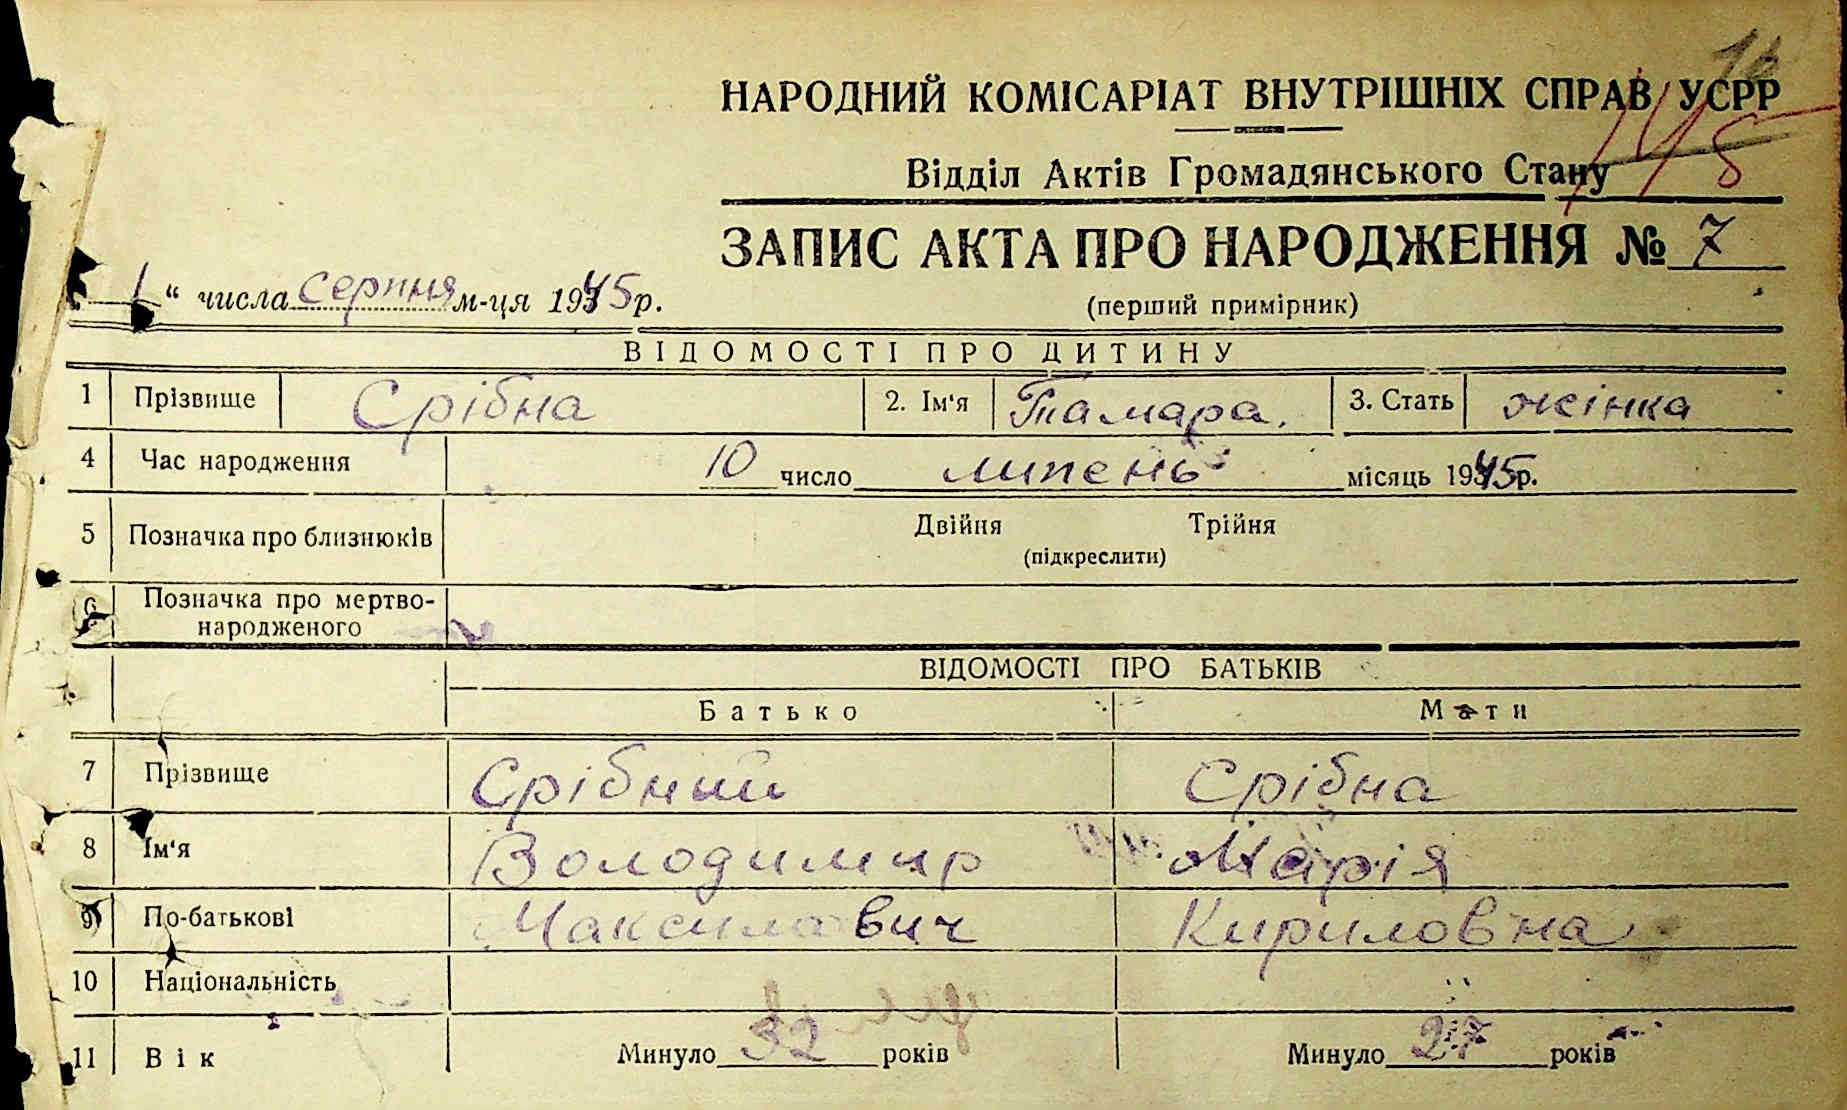 НАРОДНИЙ КОМІСАРІАТ ВНУТРІШНІХ СПРАВ УСРР
145
Відділ Актів Громадянського Стану
ЗАПИС АКТА ПРО НАРОДЖЕННЯ № 7
1 “ числа серпня м-ця 1945 р.
(перший примірник)
ВІДОМОСТІ ПРО ДИТИНУ
1 Прізвище Срібна 2. Ім‘я Тамара. 3. Стать жінка
4 Час народження 10 число липень місяць 1945р.
5 Позначка про близнюків Двійня Трійня
(підкреслити)
6 Позначка про мертво-
народженого
ВІДОМОСТІ ПРО БАТЬКІВ
Батько Мати
7 Прізвище Срібний Срібна
8 Ім‘я Володимир Марія
9 По-батькові Максимович Кириловна
10 Національність
11 Вік Минуло 32 років Минуло 27 років